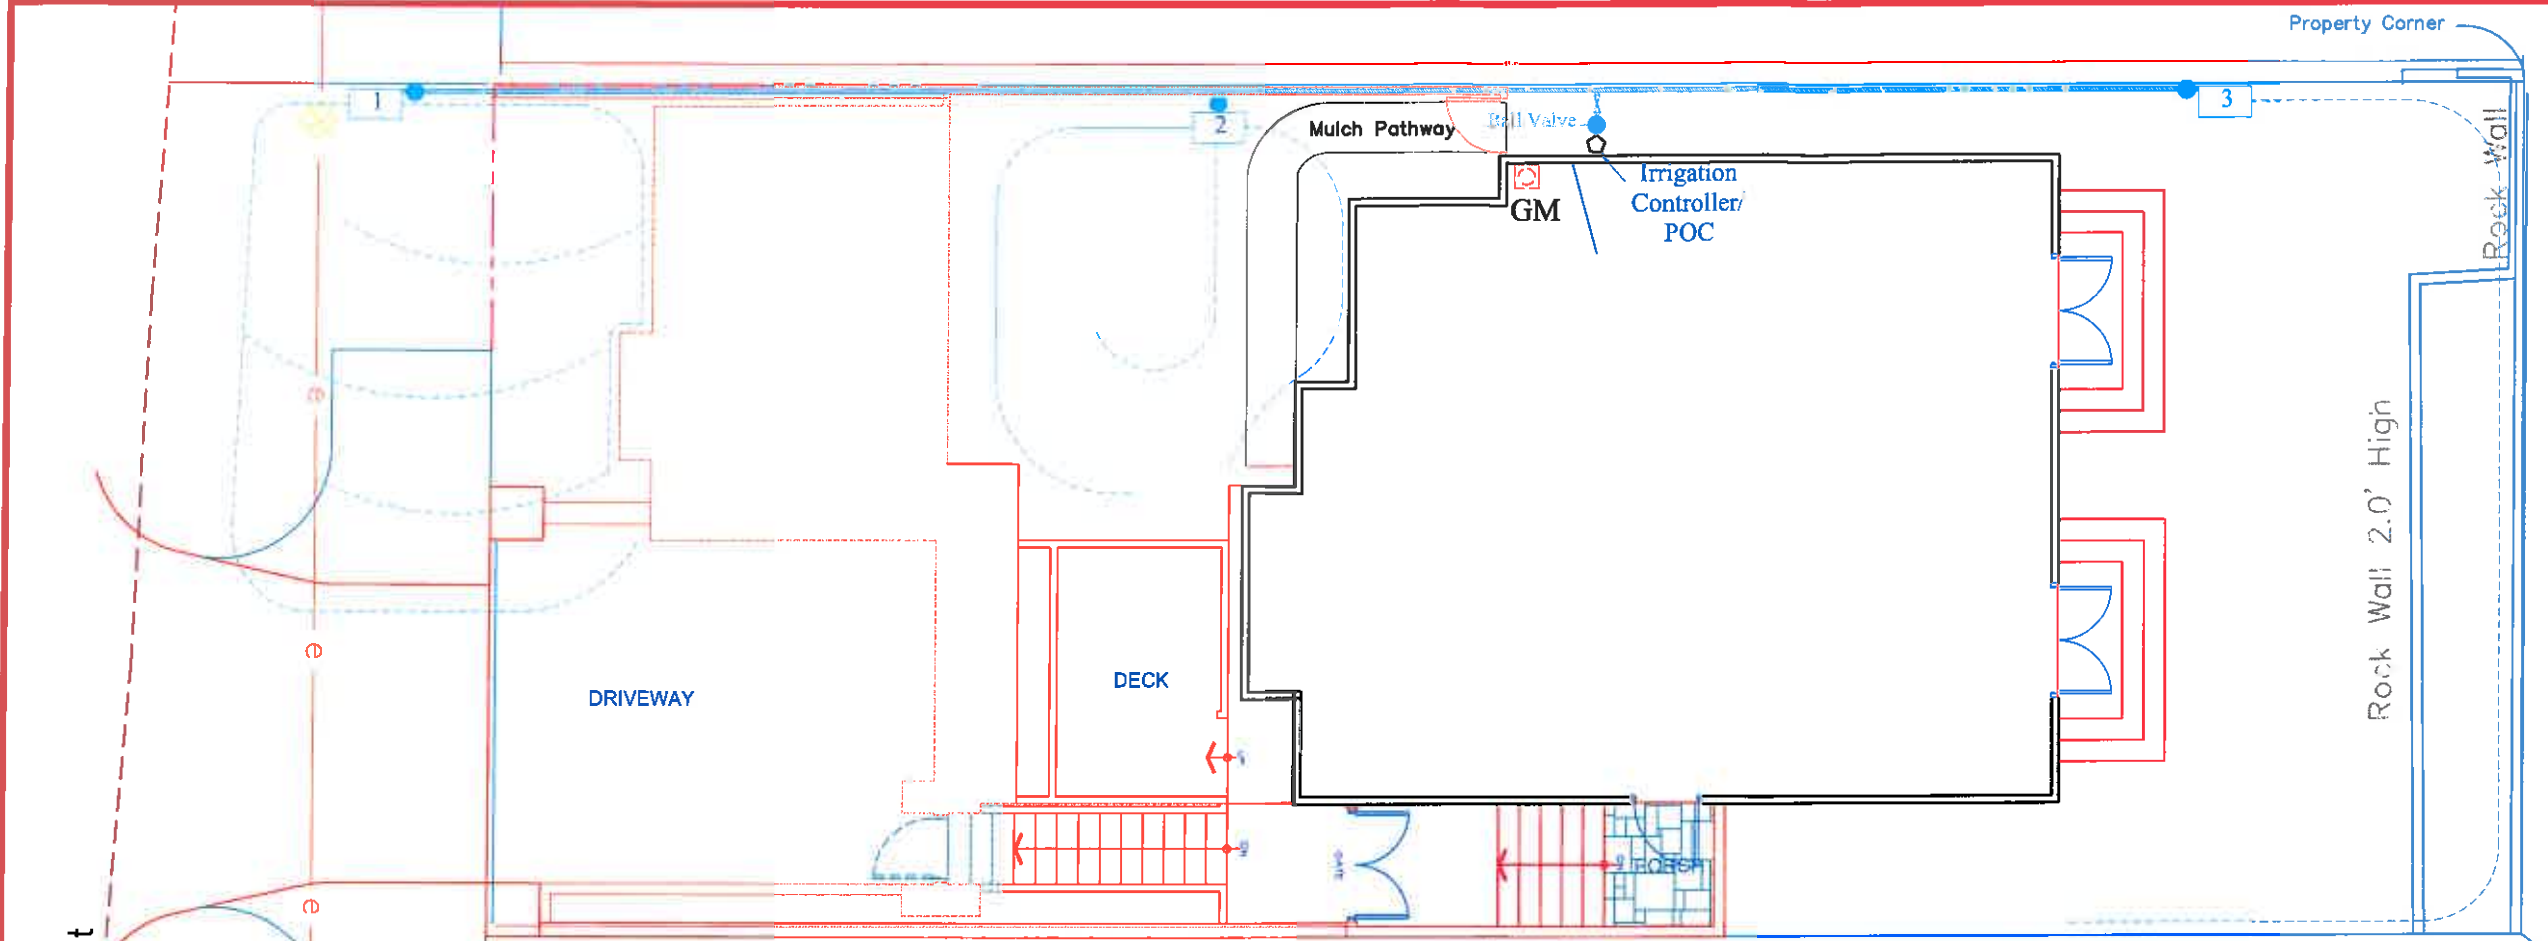 Property Corner
1
2
3
Mulch Pathway
Ball Valve
Irrigation
Controller/
POC
GM
Rock Wall
Rock Wall 2.0' High
e
e
e
DRIVEWAY
DECK
GATE
t